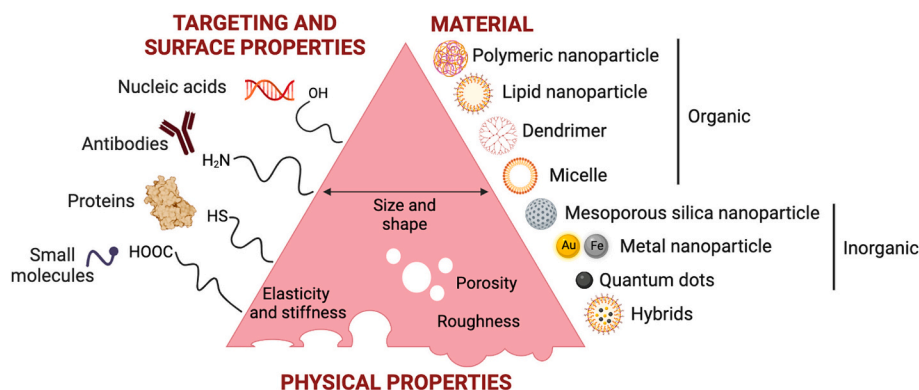 TARGETING AND
SURFACE PROPERTIES
Nucleic acids
OH
Antibodies
H₂N
Proteins
HS
Small
molecules
HOOC
MATERIAL
Polymeric nanoparticle
Lipid nanoparticle
Dendrimer
Micelle
Organic
Mesoporous silica nanoparticle
Au
Fe
Metal nanoparticle
Quantum dots
Inorganic
Hybrids
Size and
shape
Porosity
Elasticity
and stiffness
Roughness
PHYSICAL PROPERTIES